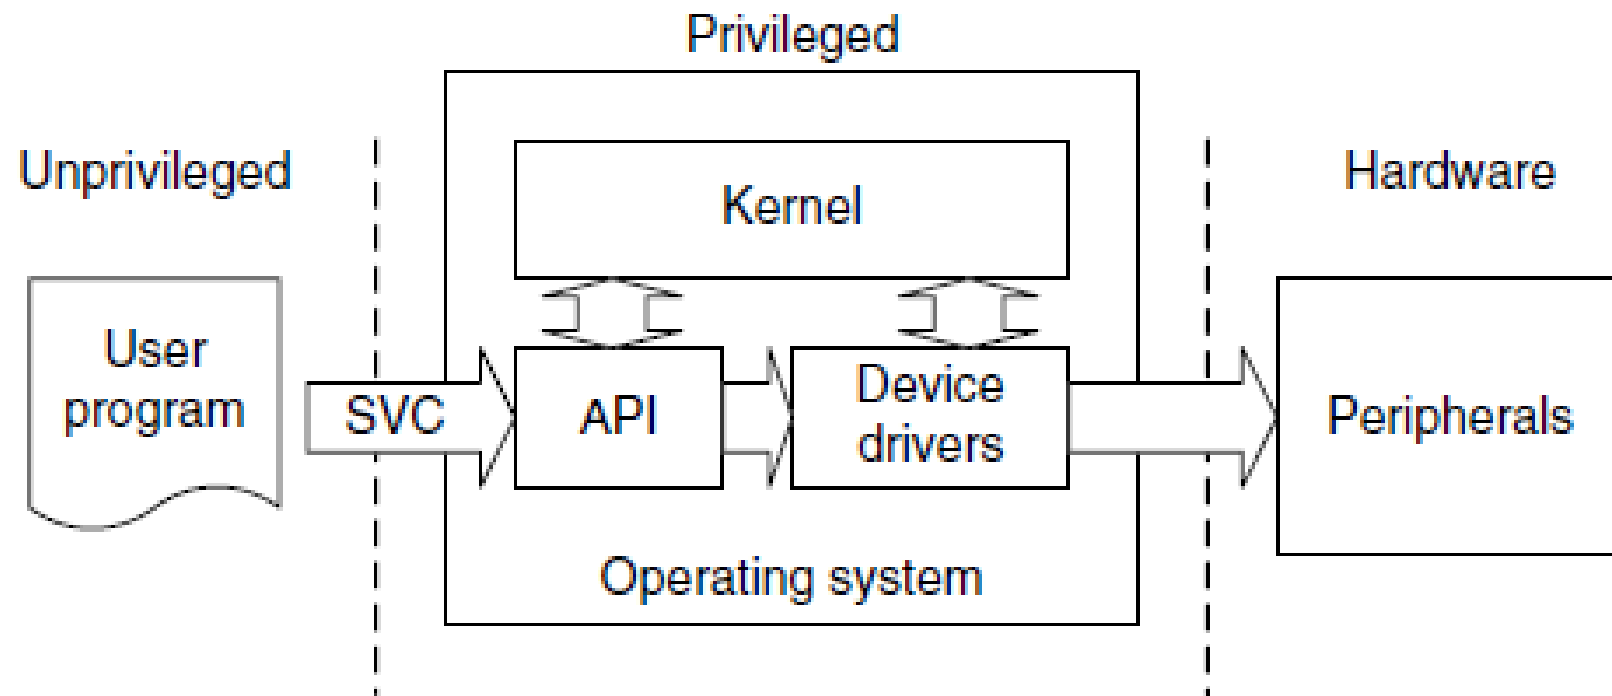 Privileged
Unprivileged
Hardware
Kernel
User
program
SVC
API
Device
drivers
Peripherals
Operating system